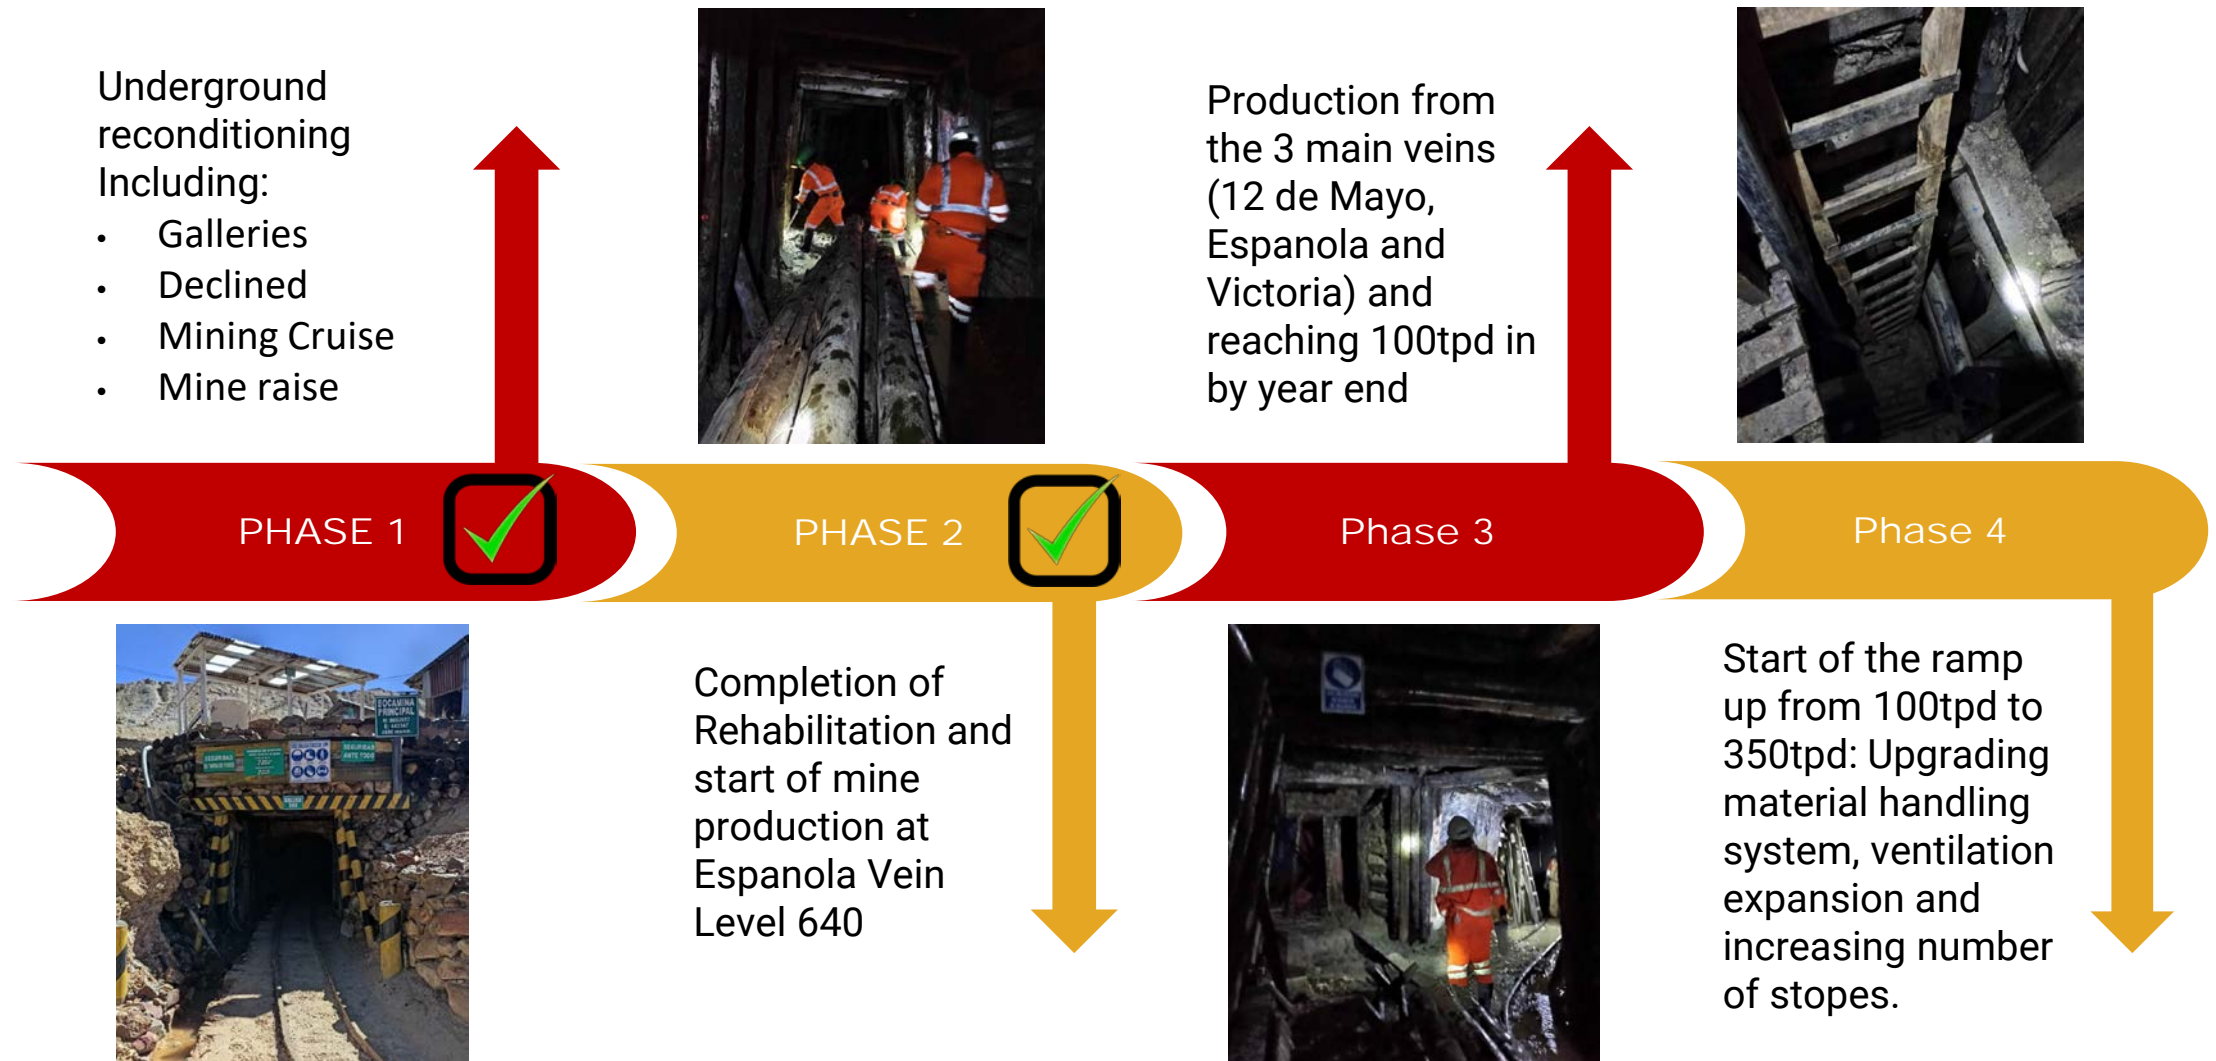 Underground
reconditioning
Including:
• Galleries
• Declined
• Mining Cruise
• Mine raise
Production from
the 3 main veins
(12 de Mayo,
Espanola and
Victoria) and
reaching 100tpd in
by year end
PHASE 1
PHASE 2
Phase 3
Phase 4
BOCAMINA
PRINCIPAL
SEGURIDAD
ANTE TODO
Completion of
Rehabilitation and
start of mine
production at
Espanola Vein
Level 640
Start of the ramp
up from 100tpd to
350tpd: Upgrading
material handling
system, ventilation
expansion and
increasing number
of stopes.